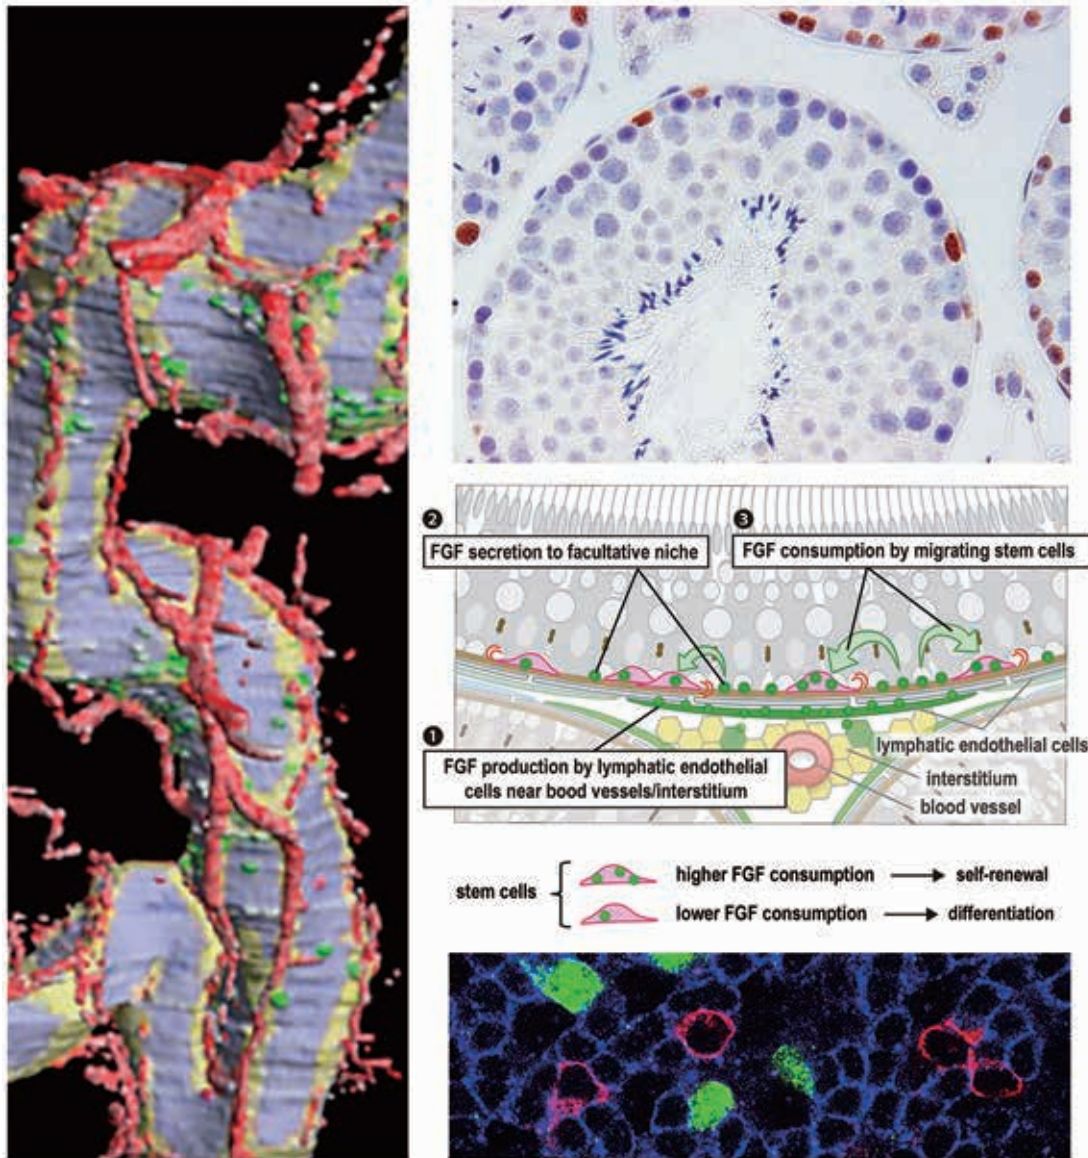 ❷
❸
FGF secretion to facultative niche
FGF consumption by migrating stem cells
❶
FGF production by lymphatic endothelial
cells near bood vessels/interstitium
lymphatic endothelial cells
interstitium
blood vessel
stem cells
higher FGF consumption → self-renewal
lower FGF consumption → differentiation